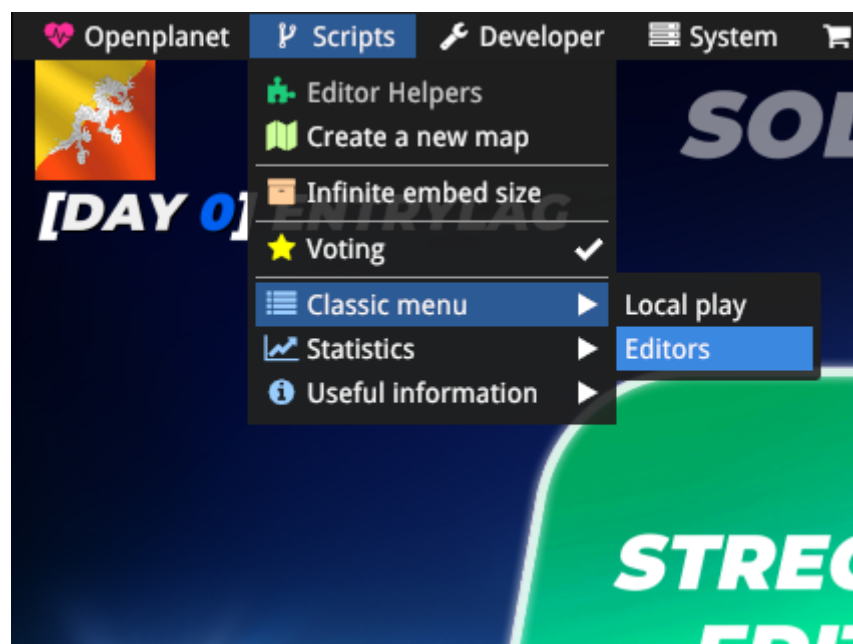 Openplanet Scripts Developer System
Editor Helpers
Create a new map
Infinite embed size
Voting
Classic menu
Local play
Editors
Statistics
Useful information
[DAY 0] ENTRYLAG